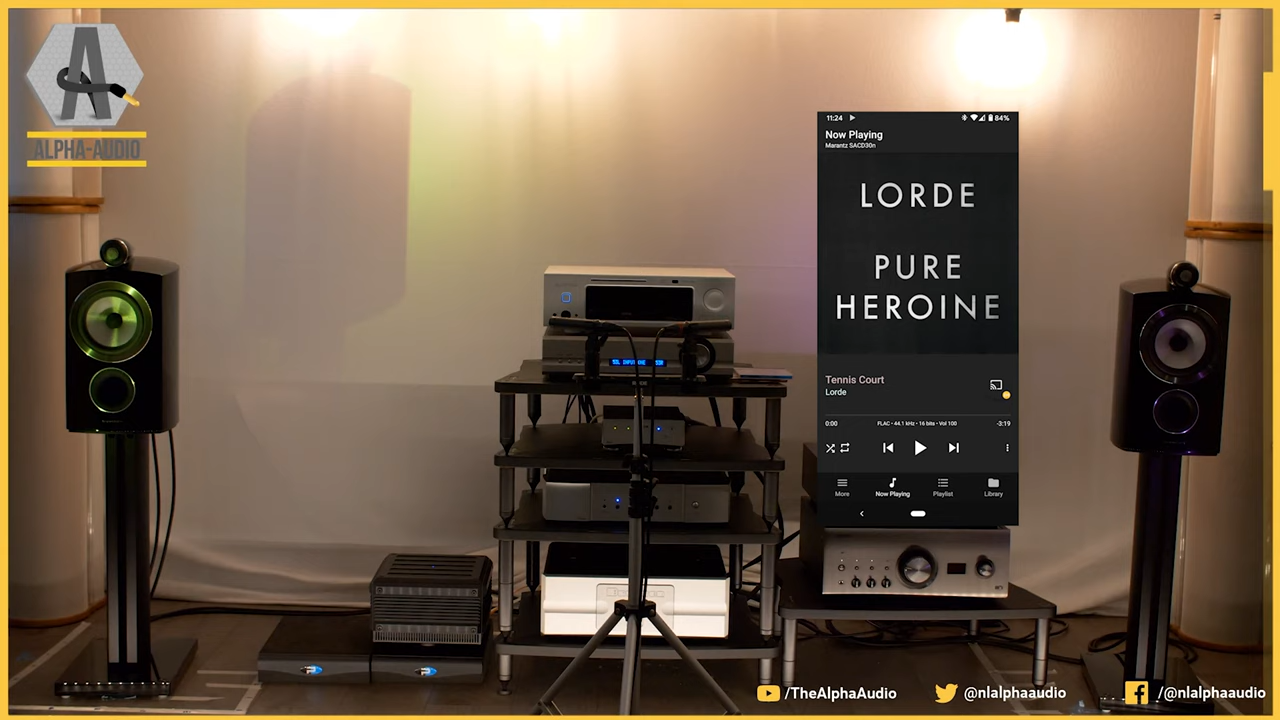 ALPHA-AUDIO
11:24
84%
Now Playing
Marantz SACD30n
LORDE
PURE
HEROINE
Tennis Court
Lorde
0:00
FLAC • 44.1 kHz • 16 bits • Vol 100
-3:19
More
Now Playing
Playlist
Library
/TheAlphaAudio
@nlalphaaudio
/@nlalphaaudio